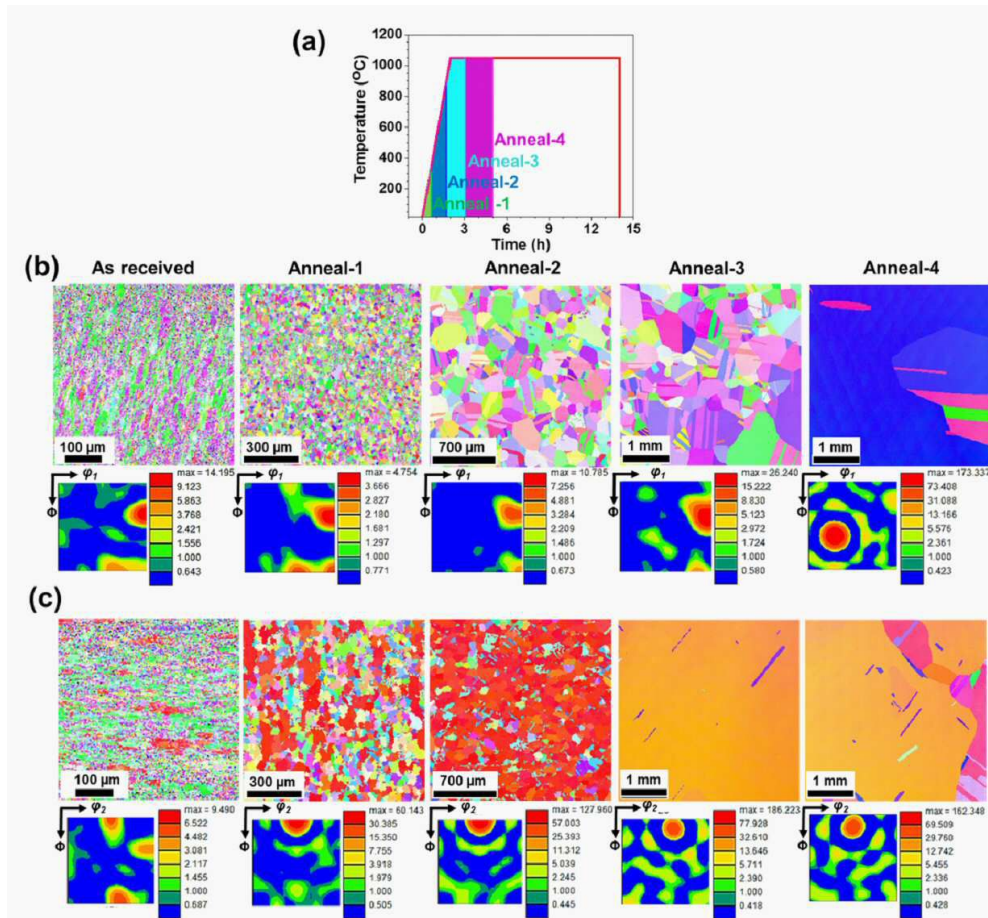 (a)
1200
1000
800
600
400
200
Temperature (°C)
Anneal-4
Anneal-3
Anneal-2
Anneal -1
0 3 6 9 12 15
Time (h)
(b)
As received Anneal-1 Anneal-2 Anneal-3 Anneal-4
100 µm 300 µm 700 µm 1 mm 1 mm
φ1 max = 14.195
Φ
9.123
5.863
3.768
2.421
1.556
1.000
0.643
φ1 max = 4.754
Φ
3.666
2.827
2.180
1.681
1.297
1.000
0.771
φ1 max = 10.785
Φ
7.256
4.881
3.284
2.209
1.486
1.000
0.673
φ1 max = 26.240
Φ
15.222
8.830
5.123
2.972
1.724
1.000
0.580
φ1 max = 173.337
Φ
73.408
31.088
13.166
5.576
2.361
1.000
0.423
(c)
100 µm 300 µm 700 µm 1 mm 1 mm
φ2 max = 9.490
Φ
6.522
4.482
3.081
2.117
1.455
1.000
0.687
φ2 max = 60.143
Φ
30.385
15.350
7.755
3.918
1.979
1.000
0.505
φ2 max = 127.960
Φ
57.003
25.393
11.312
5.039
2.245
1.000
0.445
max = 186.223
Φ
77.928
32.610
13.646
5.711
2.390
1.000
0.418
φ2 max = 162.348
Φ
69.509
29.760
12.742
5.455
2.336
1.000
0.428